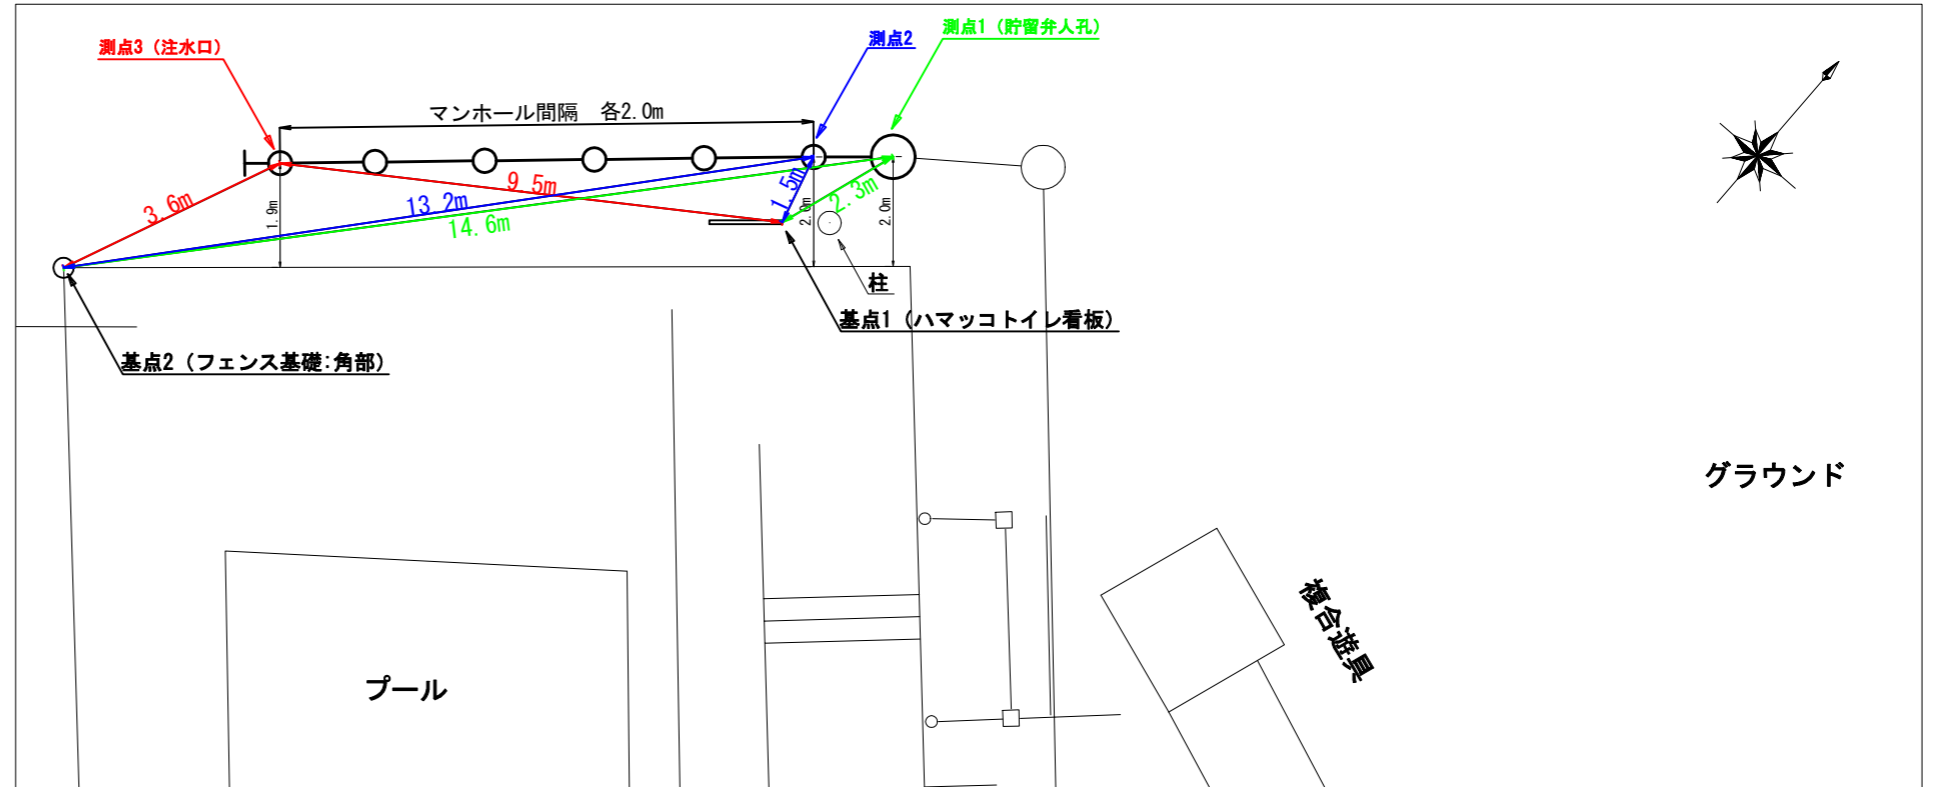 測点1（貯留弁人孔）
測点2
測点3（注水口）
マンホール間隔　各2.0m
9.5m
1.5m
2.3m
3.6m
13.2m
14.6m
1.9m
2.0m
2.0m
柱
基点1（ハマッコトイレ看板）
基点2（フェンス基礎:角部）
グラウンド
複合遊具
プール